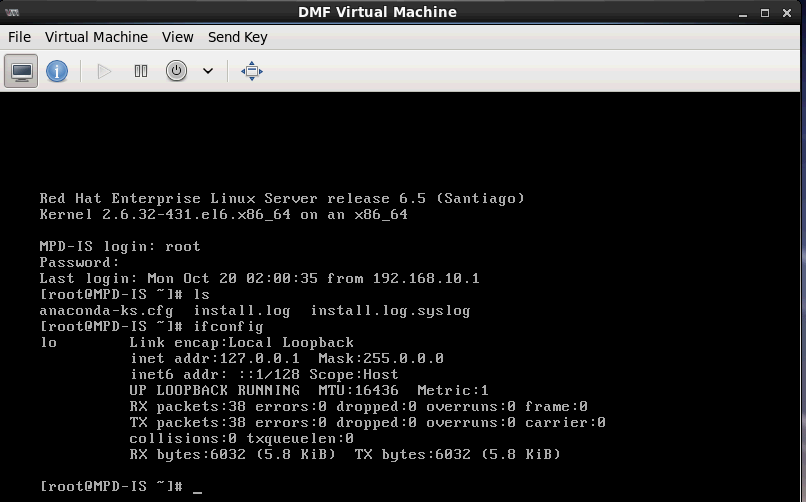 DMF Virtual Machine
File Virtual Machine View Send Key
Red Hat Enterprise Linux Server release 6.5 (Santiago)
Kernel 2.6.32-431.el6.x86_64 on an x86_64
MPD-IS login: root
Password:
Last login: Mon Oct 20 02:00:35 from 192.168.10.1
[root@MPD-IS ~]# ls
anaconda-ks.cfg  install.log  install.log.syslog
[root@MPD-IS ~]# ifconfig
lo        Link encap:Local Loopback
          inet addr:127.0.0.1  Mask:255.0.0.0
          inet6 addr: ::1/128 Scope:Host
          UP LOOPBACK RUNNING  MTU:16436  Metric:1
          RX packets:38 errors:0 dropped:0 overruns:0 frame:0
          TX packets:38 errors:0 dropped:0 overruns:0 carrier:0
          collisions:0 txqueuelen:0
          RX bytes:6032 (5.8 KiB)  TX bytes:6032 (5.8 KiB)
[root@MPD-IS ~]# _